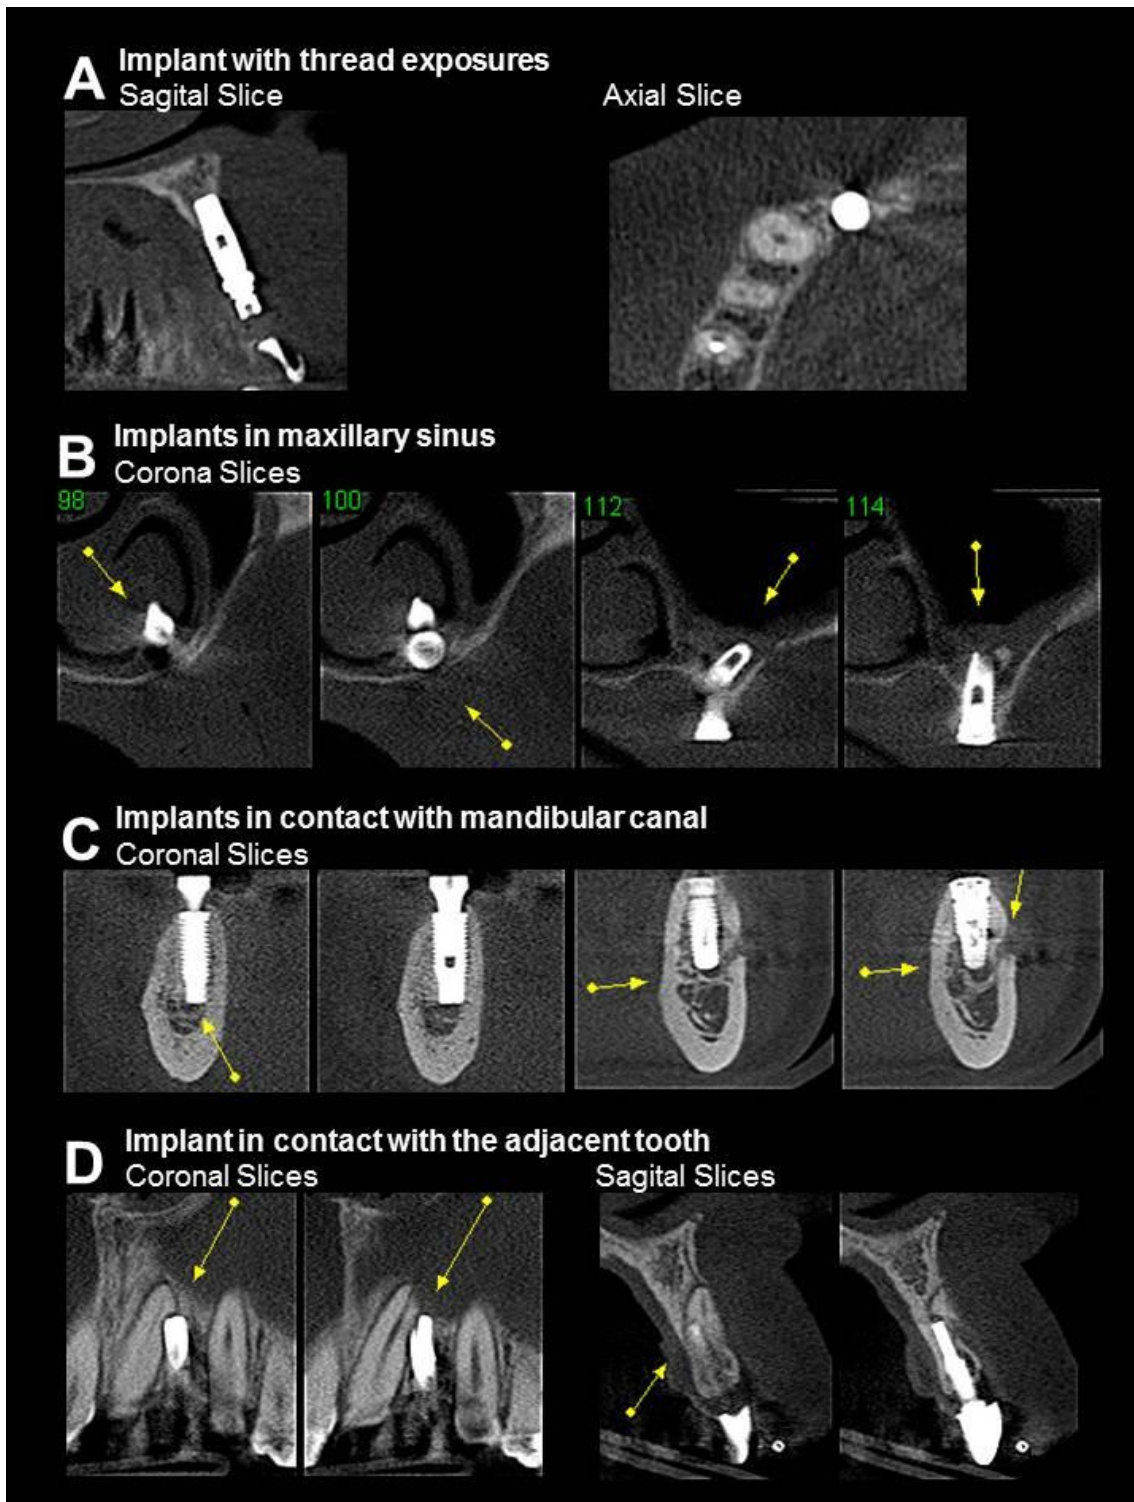 A Implant with thread exposures
Sagital Slice Axial Slice
B Implants in maxillary sinus
Corona Slices
98 100 112 114
C Implants in contact with mandibular canal
Coronal Slices
D Implant in contact with the adjacent tooth
Coronal Slices Sagital Slices